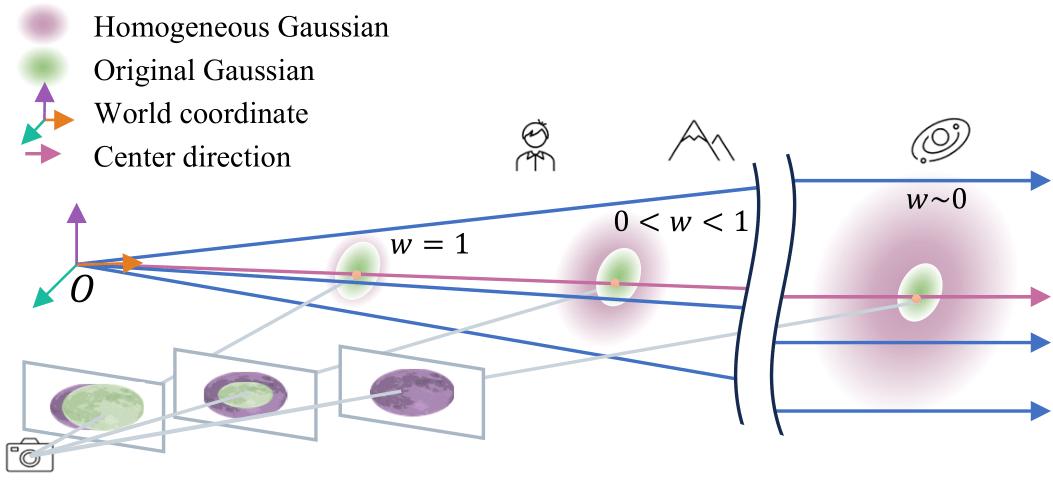 Homogeneous Gaussian
Original Gaussian
World coordinate
Center direction
w~0
0 < w < 1
w = 1
O